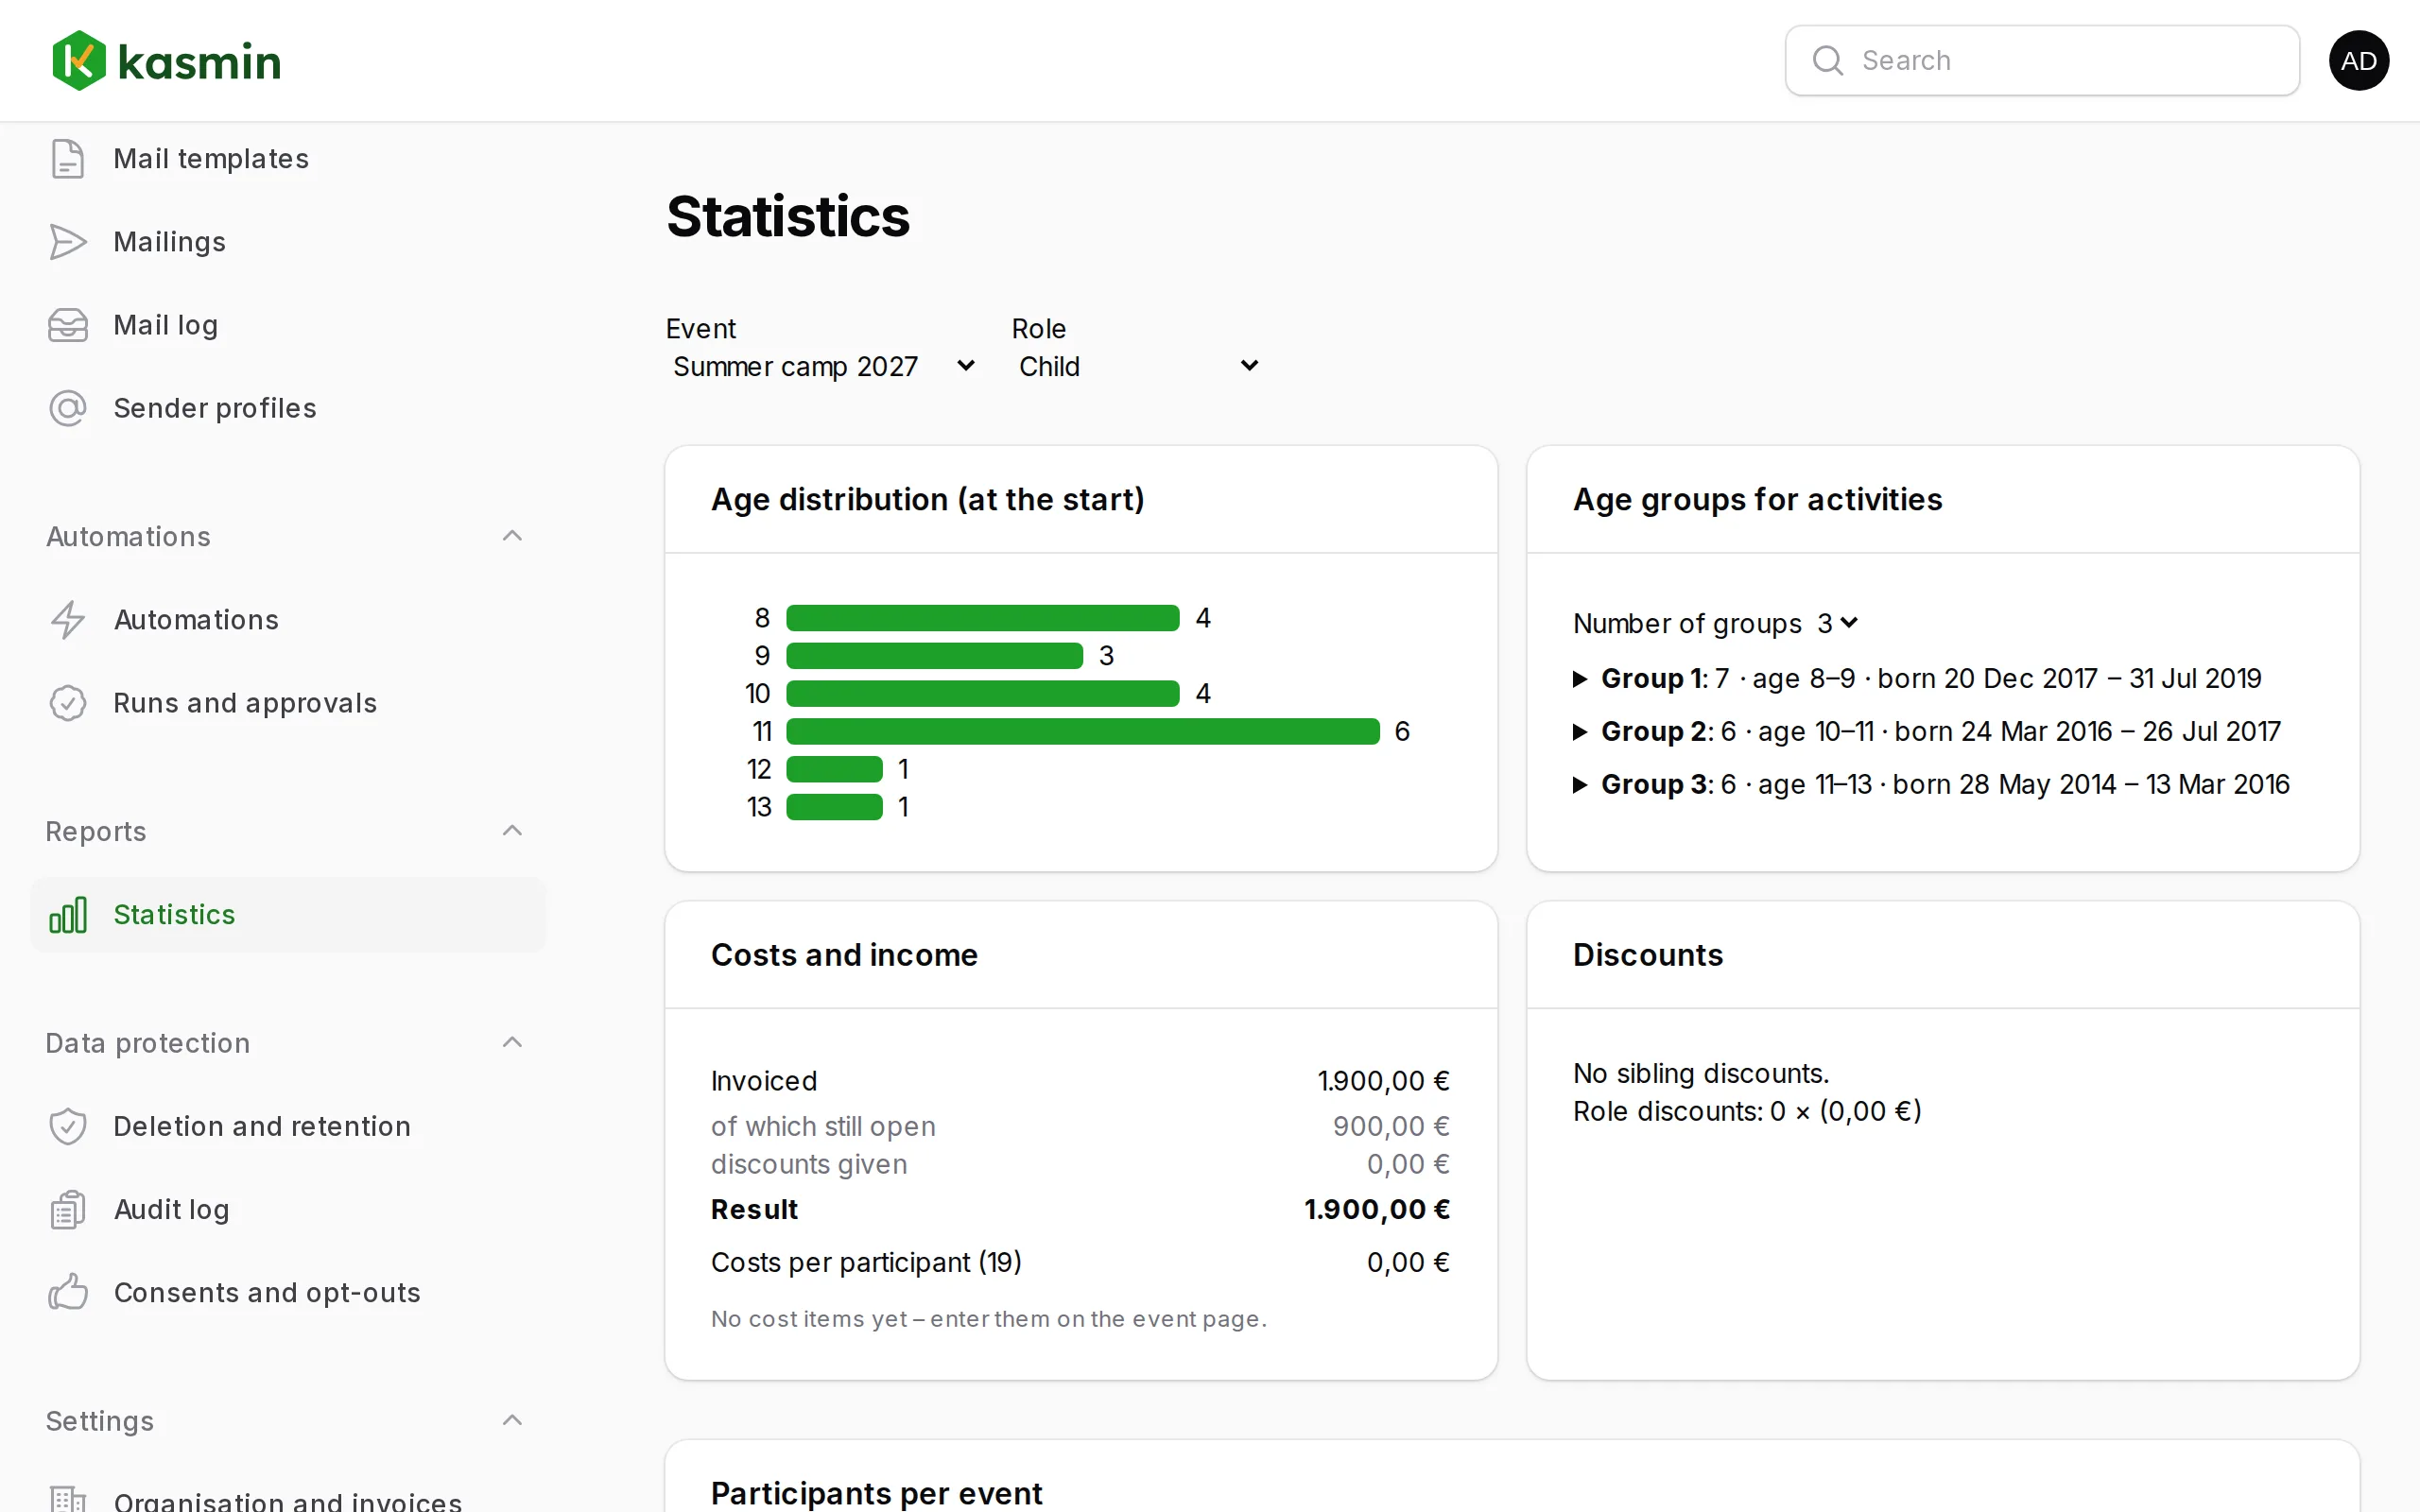 kasmin
Search
AD
Mail templates
Mailings
Mail log
Sender profiles
Automations
Automations
Runs and approvals
Reports
Statistics
Data protection
Deletion and retention
Audit log
Consents and opt-outs
Settings
Organisation and invoices
Statistics
Event
Summer camp 2027
Role
Child
Age distribution (at the start)
8 4
9 3
10 4
11 6
12 1
13 1
Age groups for activities
Number of groups 3
Group 1: 7 · age 8–9 · born 20 Dec 2017 – 31 Jul 2019
Group 2: 6 · age 10–11 · born 24 Mar 2016 – 26 Jul 2017
Group 3: 6 · age 11–13 · born 28 May 2014 – 13 Mar 2016
Costs and income
Invoiced 1.900,00 €
of which still open 900,00 €
discounts given 0,00 €
Result 1.900,00 €
Costs per participant (19) 0,00 €
No cost items yet – enter them on the event page.
Discounts
No sibling discounts.
Role discounts: 0 × (0,00 €)
Participants per event